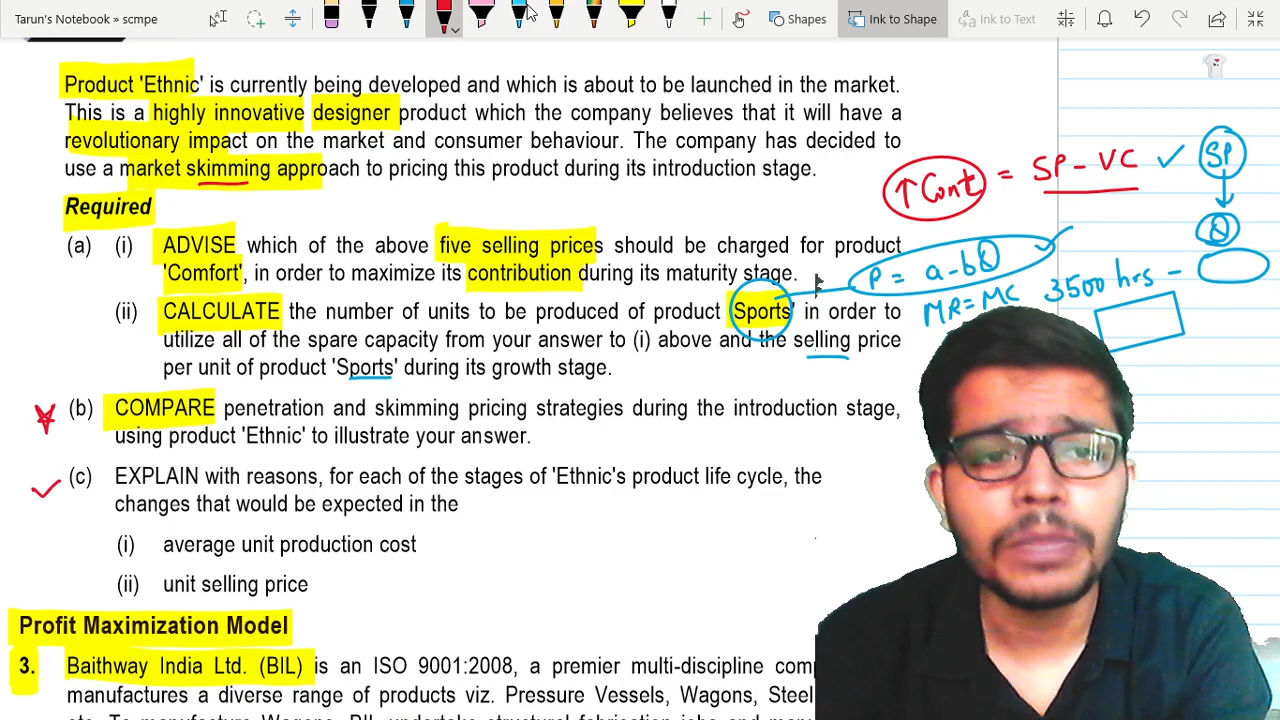 Tarun's Notebook » scmpe
Shapes
Ink to Shape
Ink to Text
Product 'Ethnic' is currently being developed and which is about to be launched in the market.
This is a highly innovative designer product which the company believes that it will have a
revolutionary impact on the market and consumer behaviour. The company has decided to
use a market skimming approach to pricing this product during its introduction stage.
↑ Cont = SP - VC ✓
SP
Q
Required
(a) (i) ADVISE which of the above five selling prices should be charged for product
'Comfort', in order to maximize its contribution during its maturity stage.
P = a - bQ
MR = MC
3500 hrs -
(ii) CALCULATE the number of units to be produced of product 'Sports' in order to
utilize all of the spare capacity from your answer to (i) above and the selling price
per unit of product 'Sports' during its growth stage.
(b) COMPARE penetration and skimming pricing strategies during the introduction stage,
using product 'Ethnic' to illustrate your answer.
(c) EXPLAIN with reasons, for each of the stages of 'Ethnic's product life cycle, the
changes that would be expected in the
(i) average unit production cost
(ii) unit selling price
Profit Maximization Model
3. Baithway India Ltd. (BIL) is an ISO 9001:2008, a premier multi-discipline
manufactures a diverse range of products viz. Pressure Vessels, Wagons, Steel